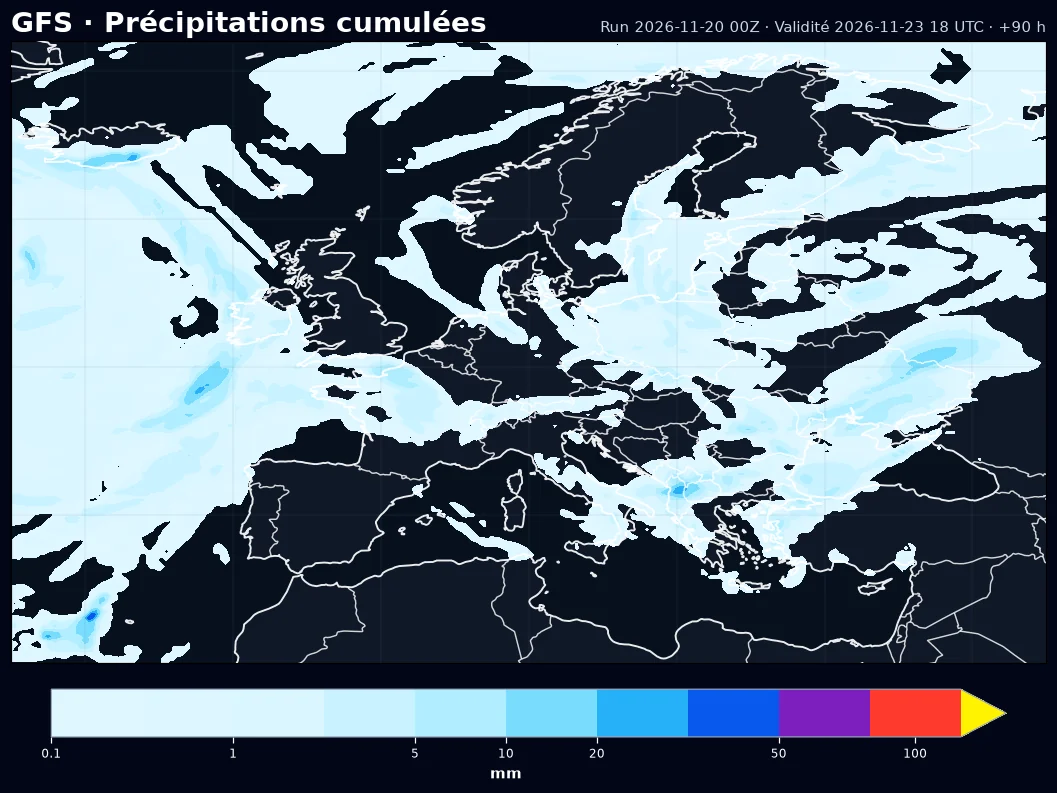 GFS · Précipitations cumulées
Run 2026-11-20 00Z · Validité 2026-11-23 18 UTC · +90 h
0.1 1 5 10 20 50 100
mm